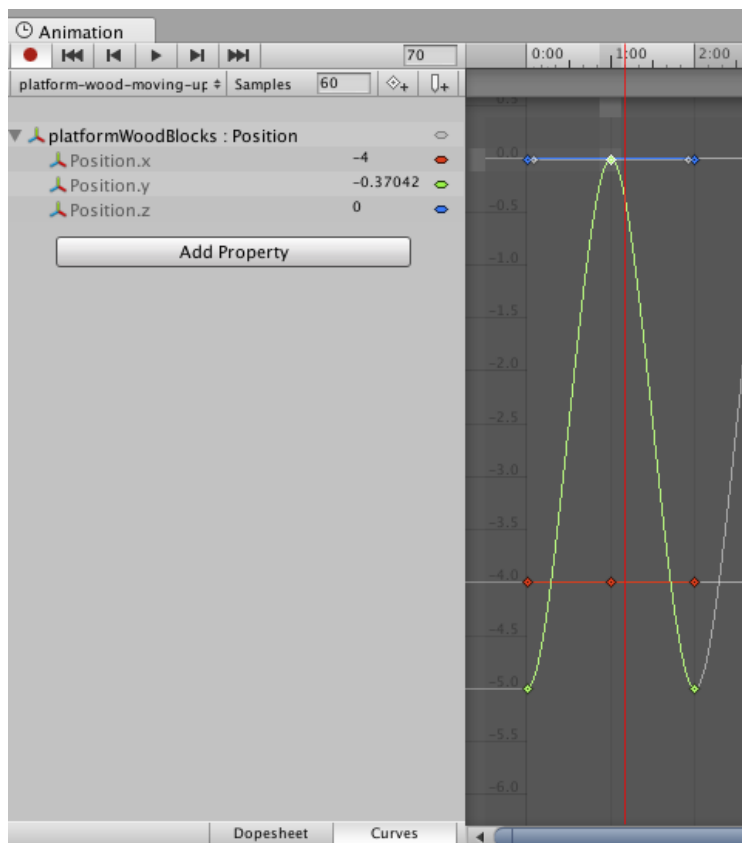 Animation
70 0:00 1:00 2:00
platform-wood-moving-up Samples 60
0.5
platformWoodBlocks : Position
0.0
Position.x -4
Position.y -0.37042
-0.5
Position.z 0
Add Property
-1.0
-1.5
-2.0
-2.5
-3.0
-3.5
-4.0
-4.5
-5.0
-5.5
-6.0
Dopesheet Curves